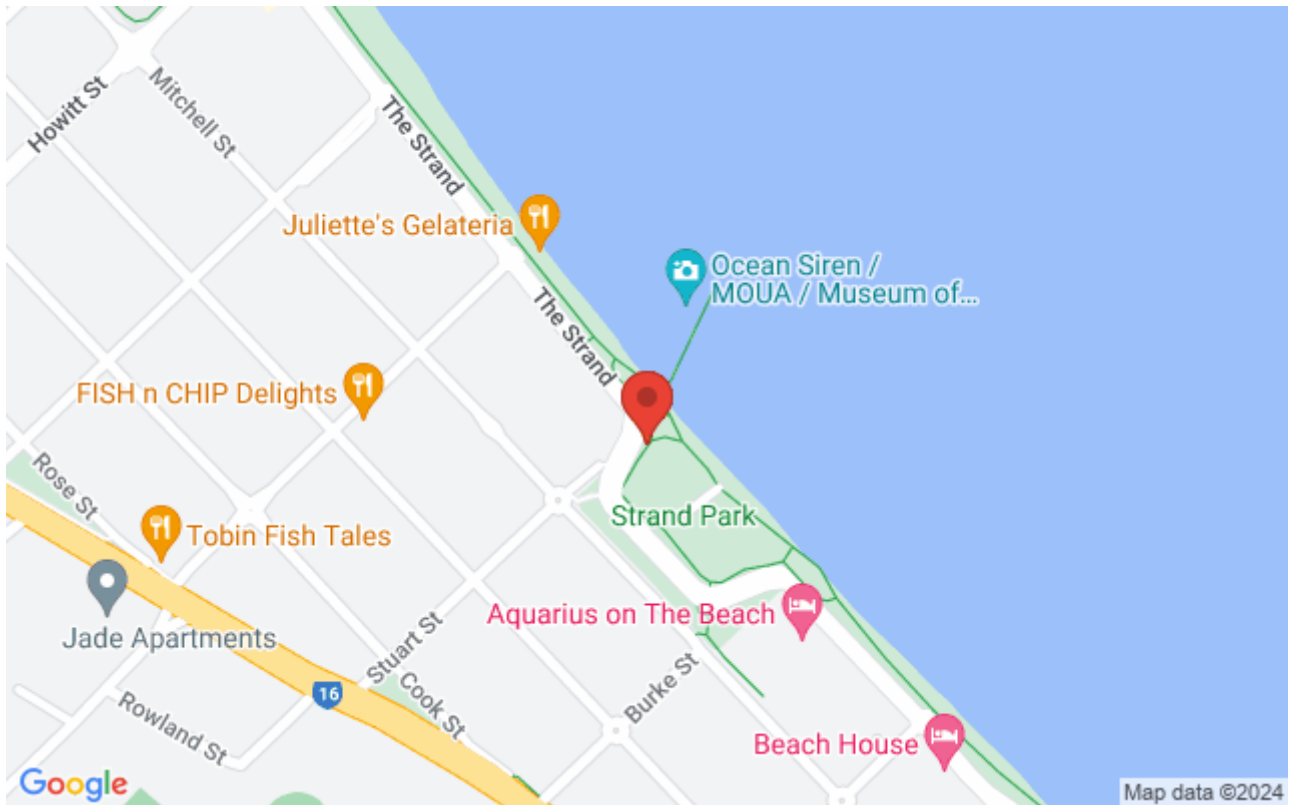 Howitt St
Mitchell St
The Strand
Juliette's Gelateria
Ocean Siren /
MOUA / Museum of...
The Strand
FISH n CHIP Delights
Rose St
Strand Park
Tobin Fish Tales
Aquarius on The Beach
Jade Apartments
Stuart St
16
Cook St
Burke St
Rowland St
Beach House
Google
Map data ©2024